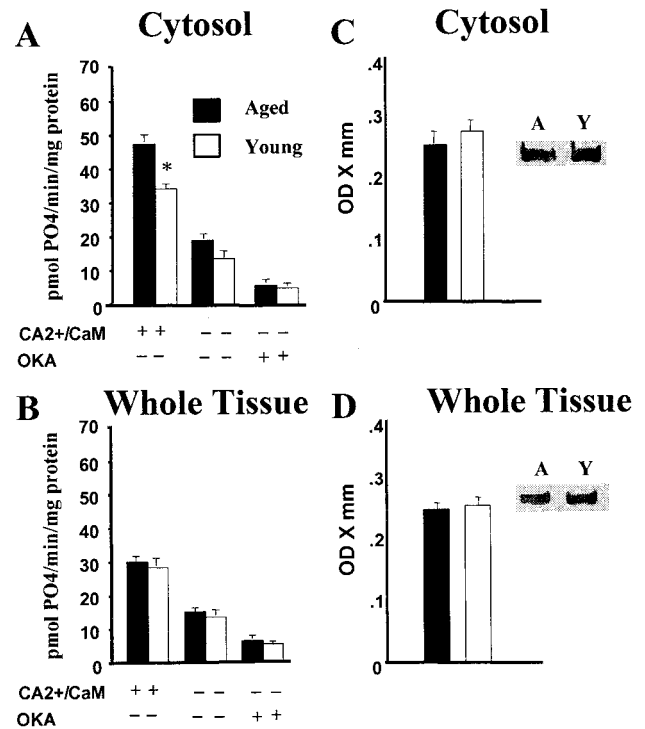 A Cytosol
pmol PO4/min/mg protein
70
60
50
40
30
20
10
0
Aged
Young
*
CA2+/CaM + + – – – –
OKA – – – – + +
C Cytosol
OD X mm
.4
.3
.2
.1
0
A Y
B Whole Tissue
pmol PO4/min/mg protein
70
60
50
40
30
20
10
0
CA2+/CaM + + – – – –
OKA – – – – + +
D Whole Tissue
OD X mm
.4
.3
.2
.1
0
A Y